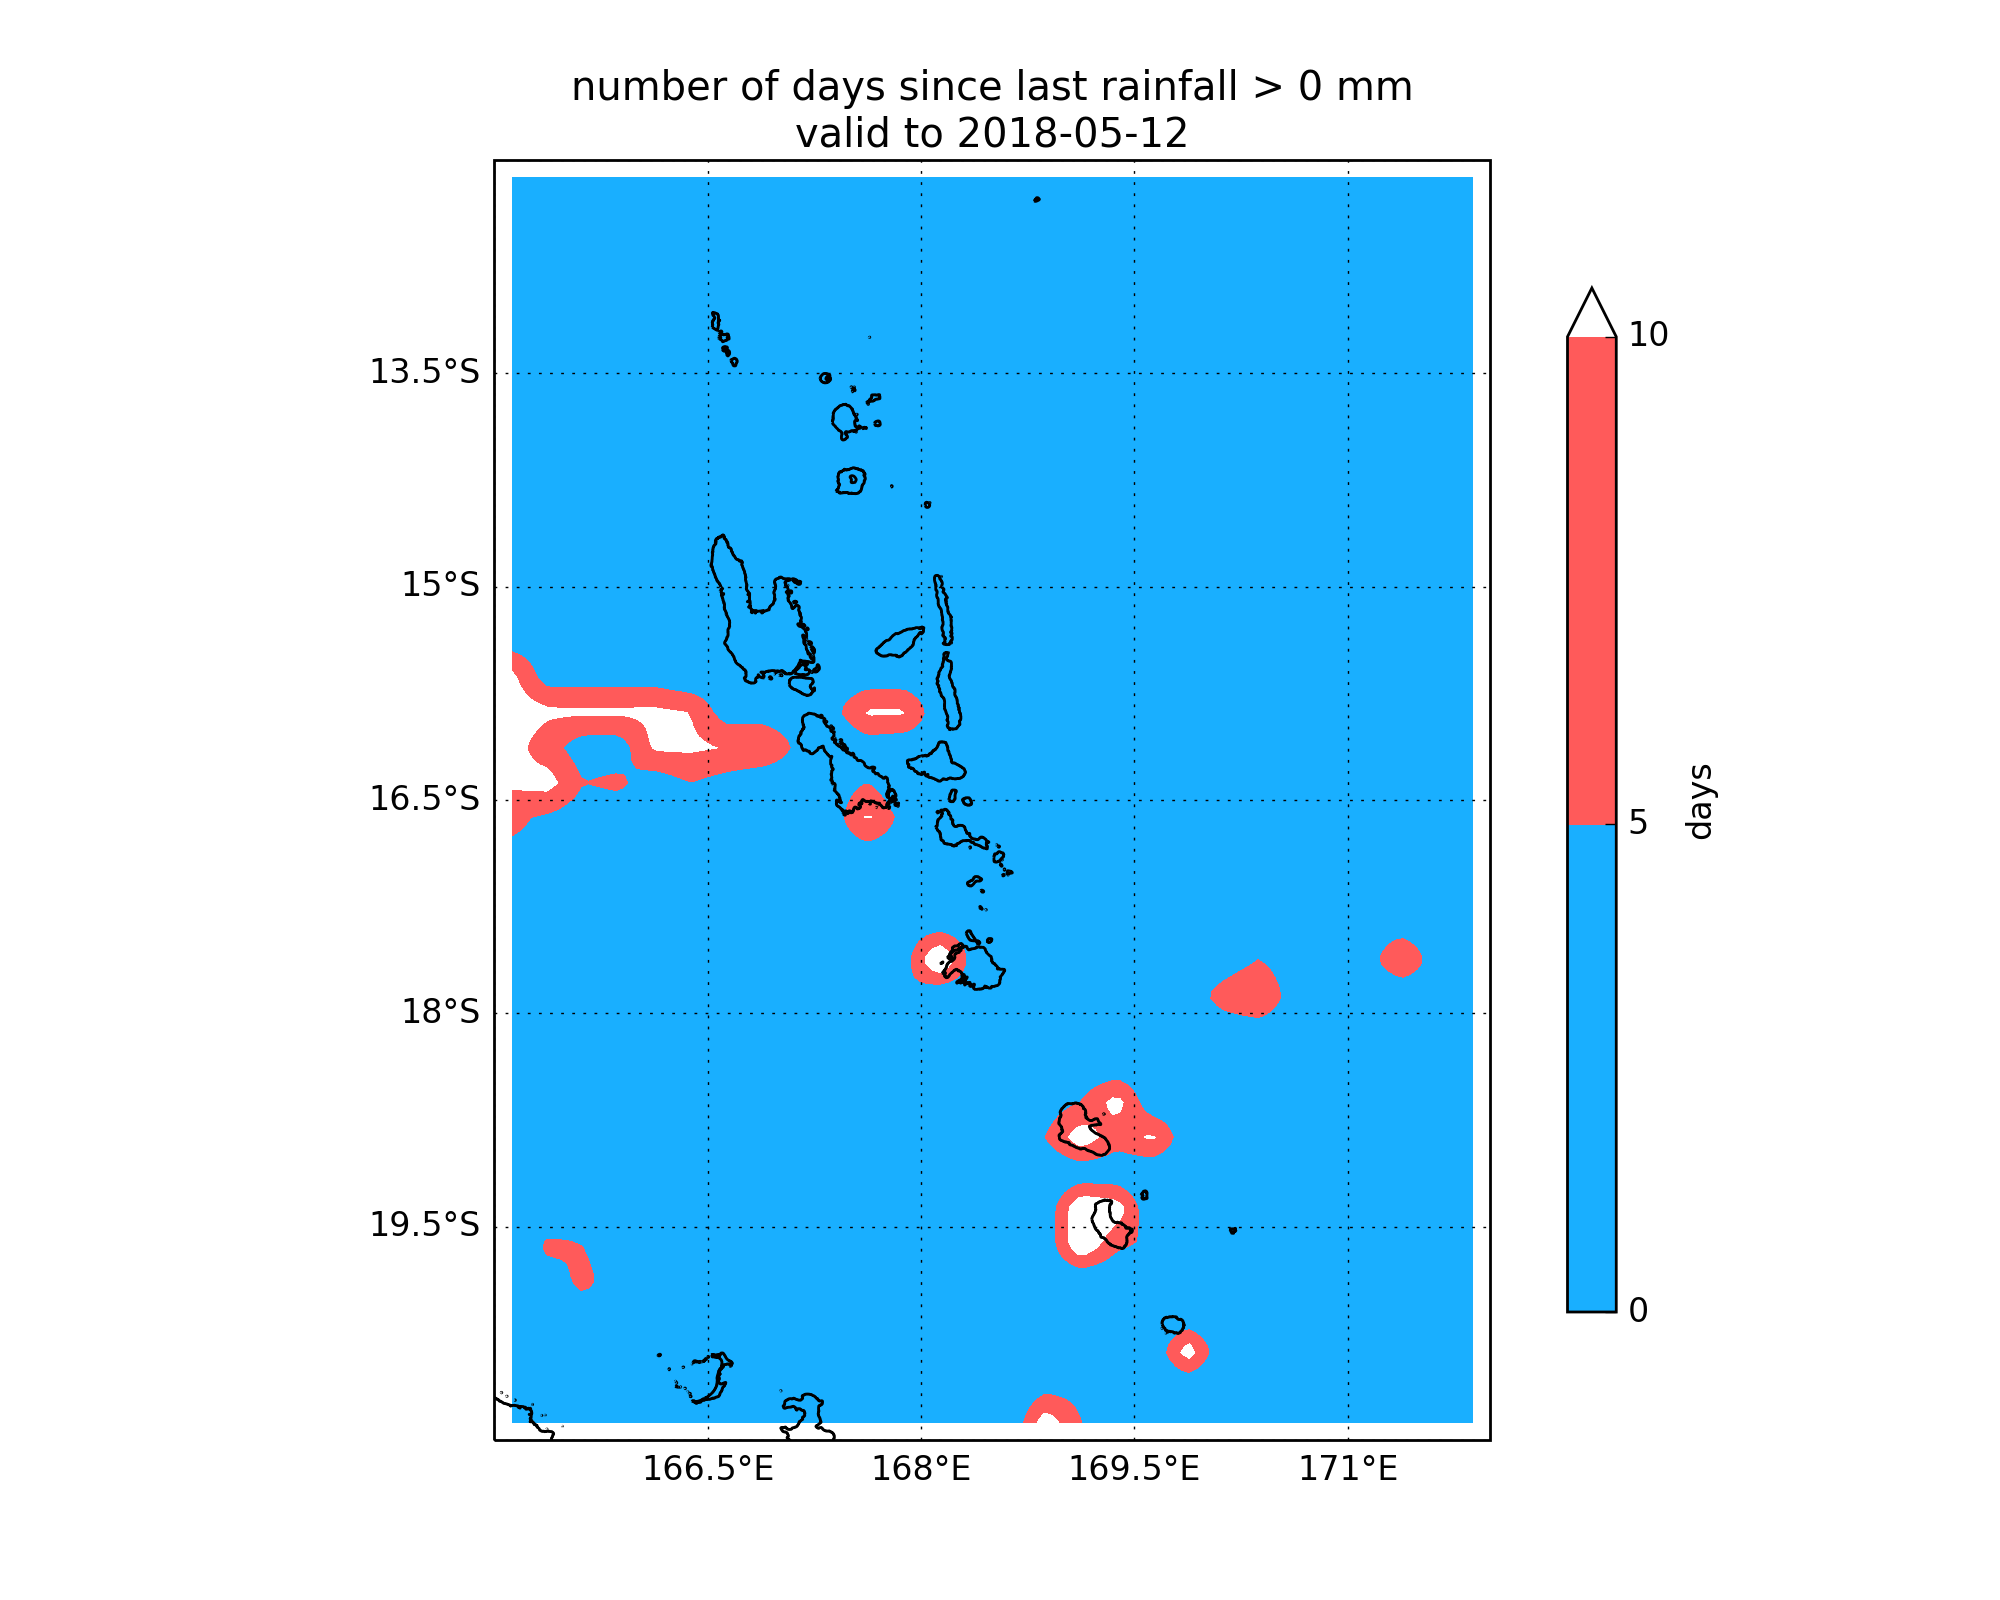 number of days since last rainfall > 0 mm
valid to 2018-05-12
13.5°S
15°S
16.5°S
18°S
19.5°S
166.5°E
168°E
169.5°E
171°E
10
5
0
days